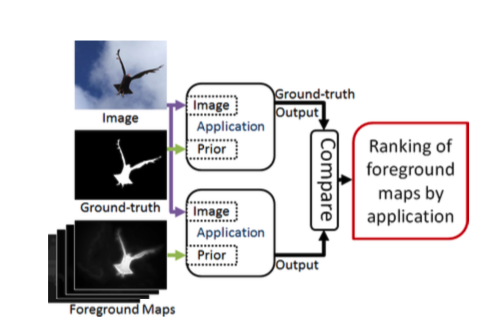 Image
Ground-truth
Foreground Maps
Image
Application
Prior
Image
Application
Prior
Ground-truth
Output
Output
Compare
Ranking of
foreground
maps by
application